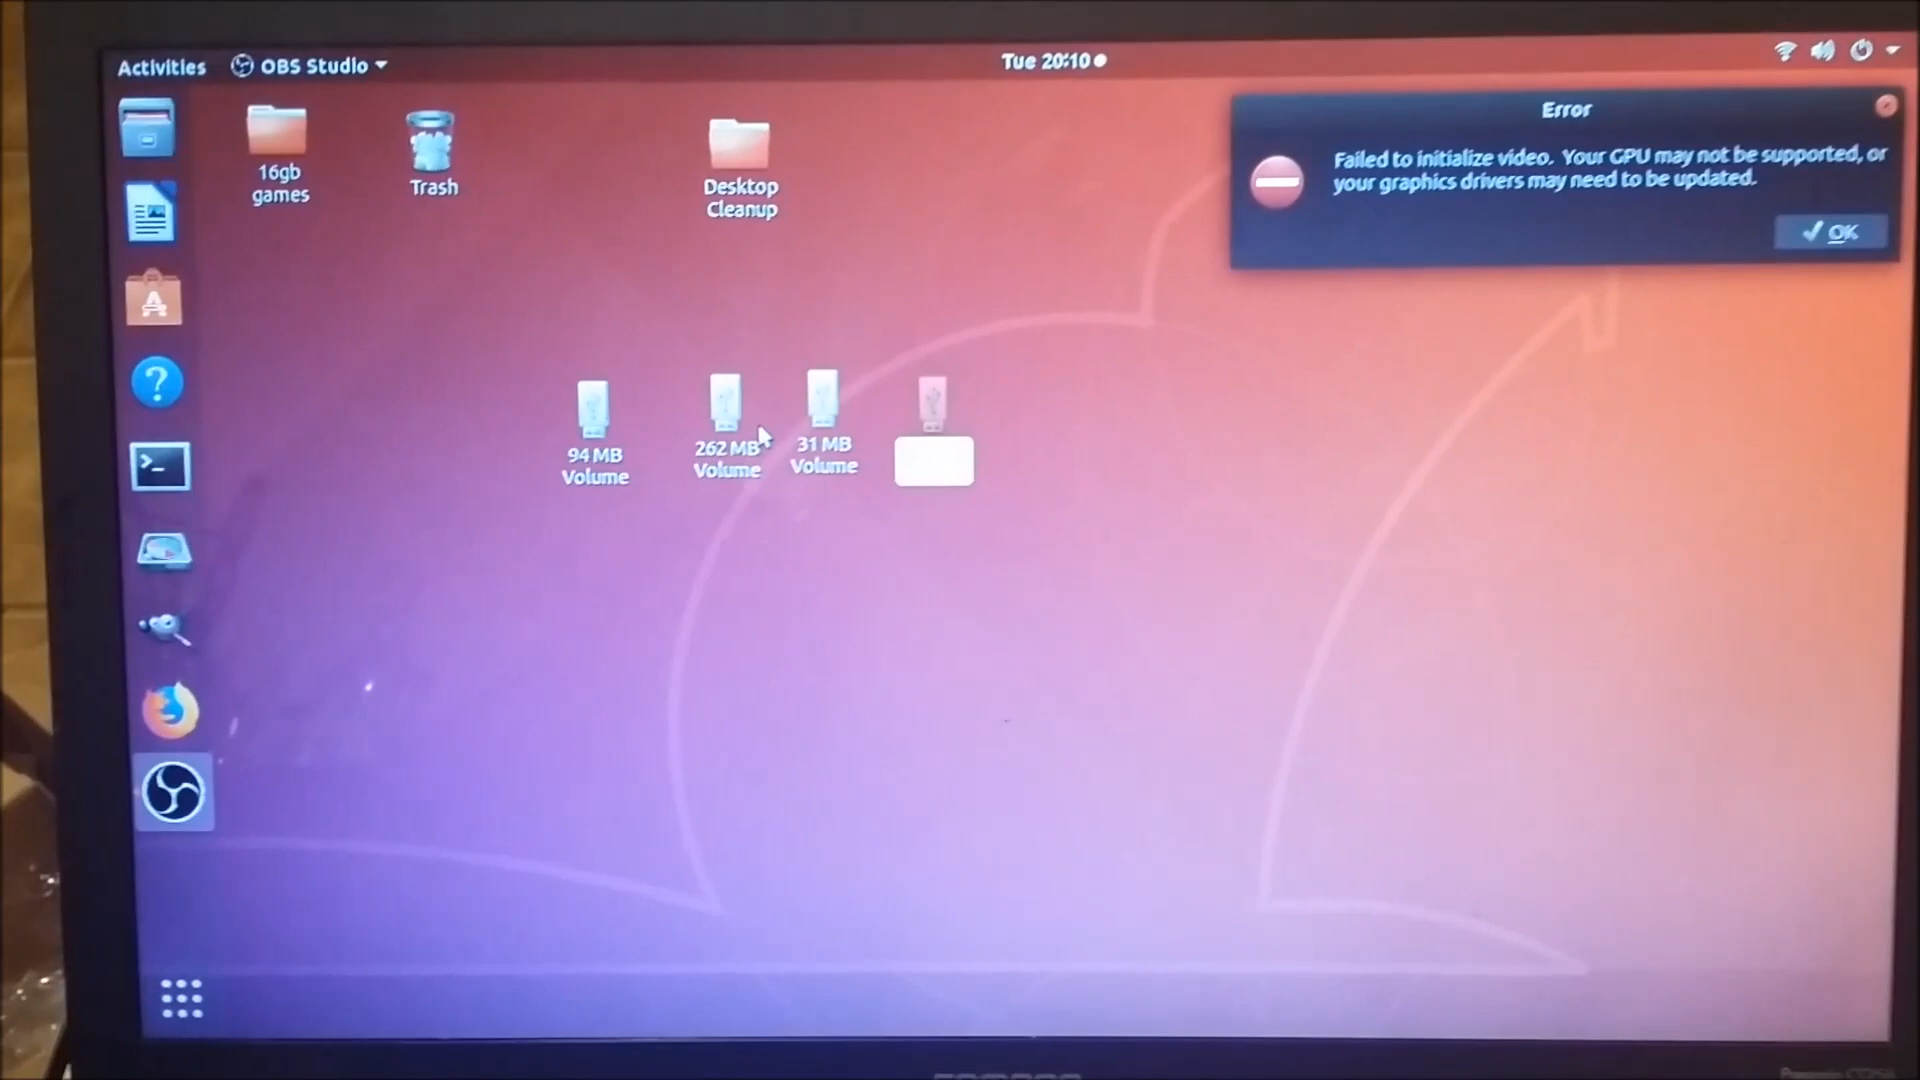 Activities
OBS Studio
Tue 20:10
Error
Failed to initialize video. Your GPU may not be supported, or
your graphics drivers may need to be updated.
OK
16gb
games
Trash
Desktop
Cleanup
94 MB
Volume
262 MB
Volume
31 MB
Volume